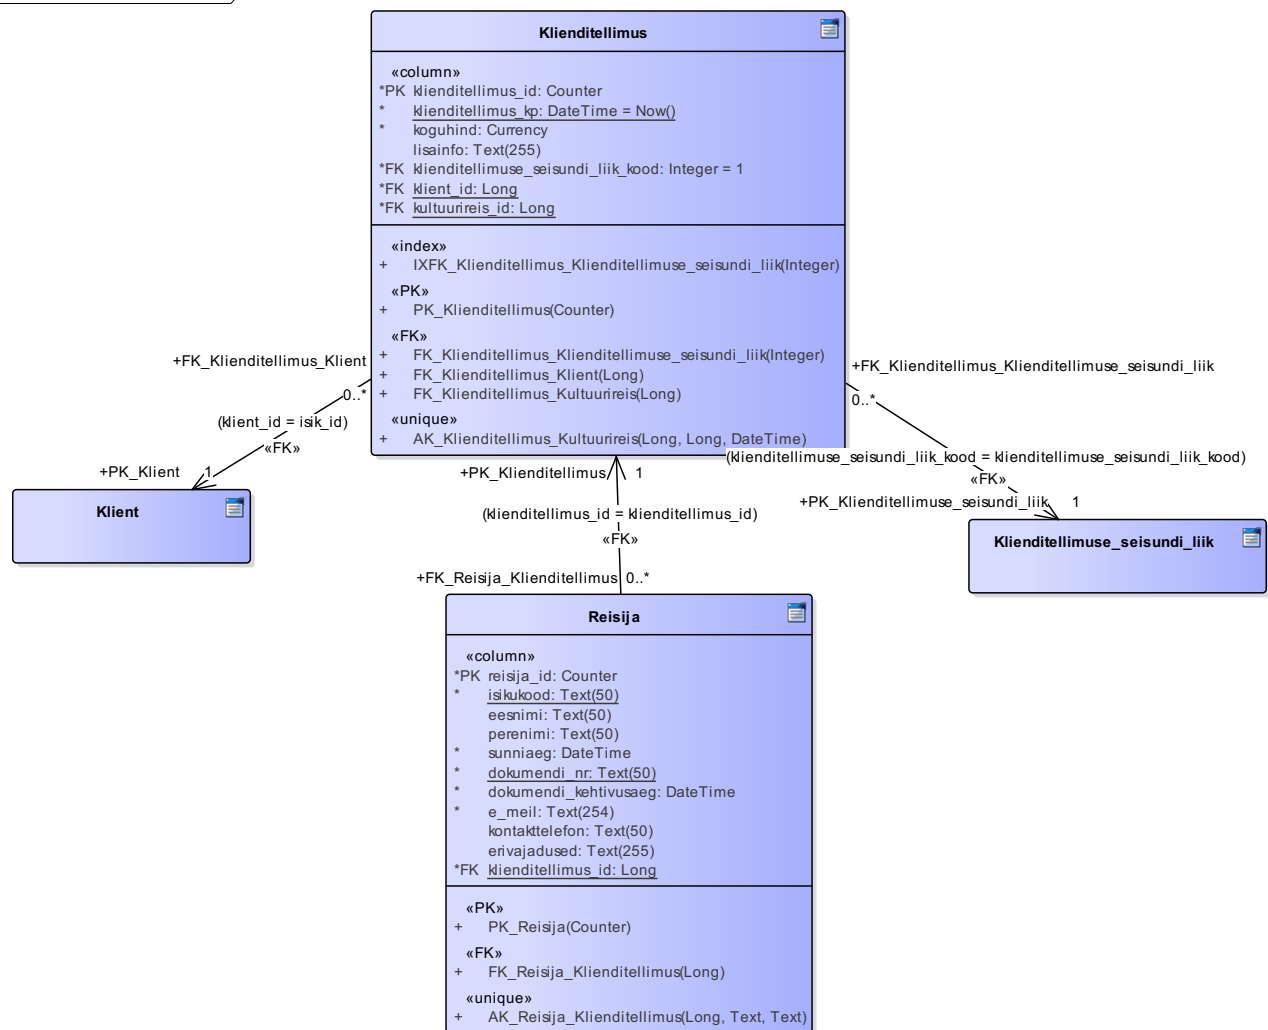 Klienditellimus
«column»
*PK klienditellimus_id: Counter
* klienditellimus_kp: DateTime = Now()
* koguhind: Currency
lisainfo: Text(255)
*FK klienditellimuse_seisundi_liik_kood: Integer = 1
*FK klient_id: Long
*FK kultuurireis_id: Long
«index»
+ IXFK_Klienditellimus_Klienditellimuse_seisundi_liik(Integer)
«PK»
+ PK_Klienditellimus(Counter)
«FK»
+ FK_Klienditellimus_Klienditellimuse_seisundi_liik(Integer)
+ FK_Klienditellimus_Klient(Long)
+ FK_Klienditellimus_Kultuurireis(Long)
«unique»
+ AK_Klienditellimus_Kultuurireis(Long, Long, DateTime)
+FK_Klienditellimus_Klient
0..*
(klient_id = isik_id)
«FK»
+PK_Klient
1
Klient
+FK_Klienditellimus_Klienditellimuse_seisundi_liik
0..*
(klienditellimuse_seisundi_liik_kood = klienditellimuse_seisundi_liik_kood)
«FK»
+PK_Klienditellimuse_seisundi_liik
1
Klienditellimuse_seisundi_liik
+PK_Klienditellimus
1
(klienditellimus_id = klienditellimus_id)
«FK»
+FK_Reisija_Klienditellimus
0..*
Reisija
«column»
*PK reisija_id: Counter
* isikukood: Text(50)
eesnimi: Text(50)
perenimi: Text(50)
* sunniaeg: DateTime
* dokumendi_nr: Text(50)
* dokumendi_kehtivusaeg: DateTime
* e_meil: Text(254)
kontakttelefon: Text(50)
erivajadused: Text(255)
*FK klienditellimus_id: Long
«PK»
+ PK_Reisija(Counter)
«FK»
+ FK_Reisija_Klienditellimus(Long)
«unique»
+ AK_Reisija_Klienditellimus(Long, Text, Text)